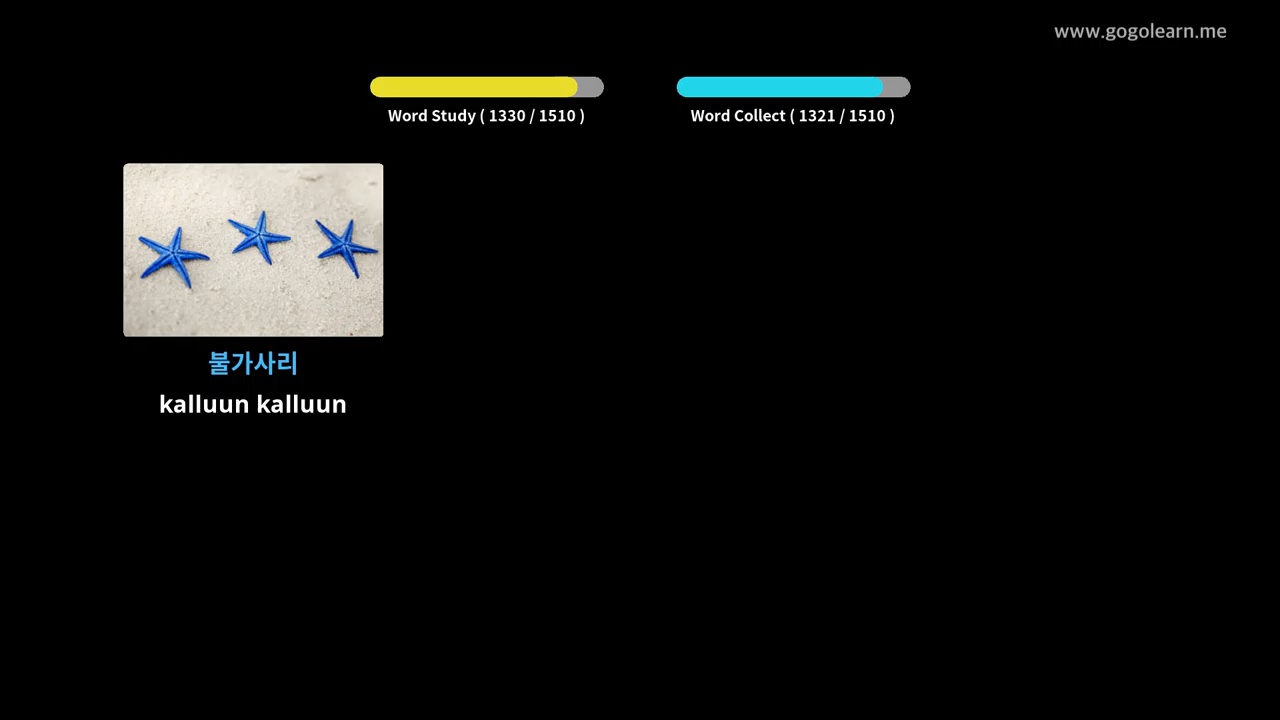 www.gogolearn.me
Word Study ( 1330 / 1510 )
Word Collect ( 1321 / 1510 )
불가사리
kalluun kalluun